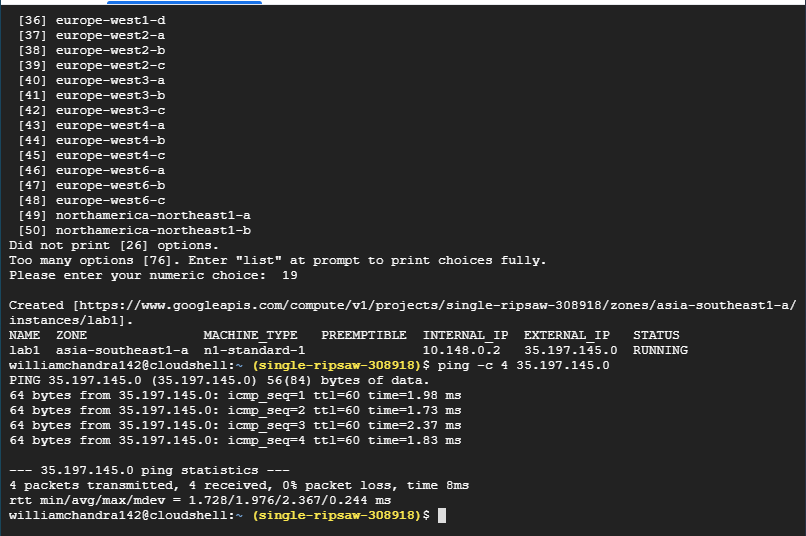 [36] europe-west1-d
[37] europe-west2-a
[38] europe-west2-b
[39] europe-west2-c
[40] europe-west3-a
[41] europe-west3-b
[42] europe-west3-c
[43] europe-west4-a
[44] europe-west4-b
[45] europe-west4-c
[46] europe-west6-a
[47] europe-west6-b
[48] europe-west6-c
[49] northamerica-northeast1-a
[50] northamerica-northeast1-b
Did not print [26] options.
Too many options [76]. Enter "list" at prompt to print choices fully.
Please enter your numeric choice:  19

Created [https://www.googleapis.com/compute/v1/projects/single-ripsaw-308918/zones/asia-southeast1-a/
instances/lab1].
NAME  ZONE               MACHINE_TYPE   PREEMPTIBLE  INTERNAL_IP  EXTERNAL_IP   STATUS
lab1  asia-southeast1-a  n1-standard-1               10.148.0.2   35.197.145.0  RUNNING
williamchandra142@cloudshell:~ (single-ripsaw-308918)$ ping -c 4 35.197.145.0
PING 35.197.145.0 (35.197.145.0) 56(84) bytes of data.
64 bytes from 35.197.145.0: icmp_seq=1 ttl=60 time=1.98 ms
64 bytes from 35.197.145.0: icmp_seq=2 ttl=60 time=1.73 ms
64 bytes from 35.197.145.0: icmp_seq=3 ttl=60 time=2.37 ms
64 bytes from 35.197.145.0: icmp_seq=4 ttl=60 time=1.83 ms

--- 35.197.145.0 ping statistics ---
4 packets transmitted, 4 received, 0% packet loss, time 8ms
rtt min/avg/max/mdev = 1.728/1.976/2.367/0.244 ms
williamchandra142@cloudshell:~ (single-ripsaw-308918)$